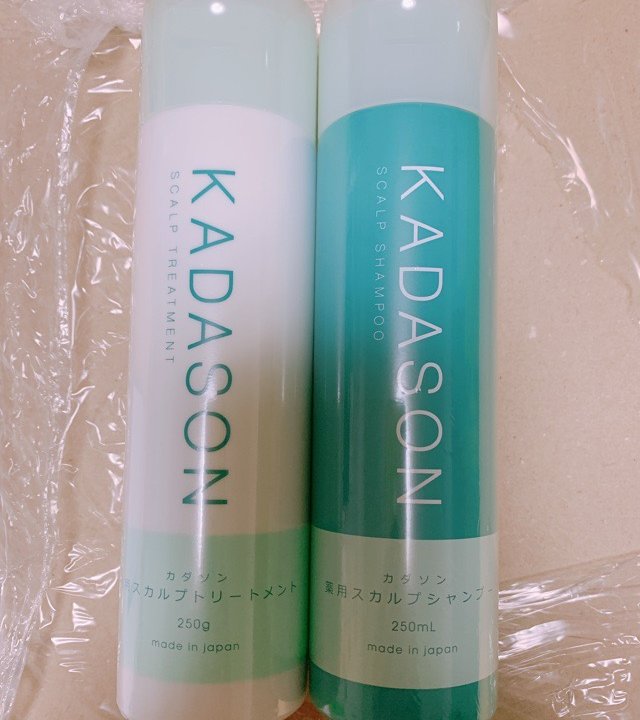 KADASON
SCALP TREATMENT
カダソン
用スカルプトリートメント
250g
made in japan
KADASON
SCALP SHAMPOO
カダソン
薬用スカルプシャンプー
250mL
made in japan